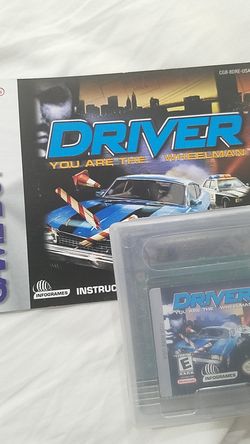 CGB-BDRE-USA
DRIVER
YOU ARE THE WHEELMAN
GAME BOY
INFOGRAMES
INSTRUC
DRIVER
YOU ARE THE WHEELMAN
E
INFOGRAMES